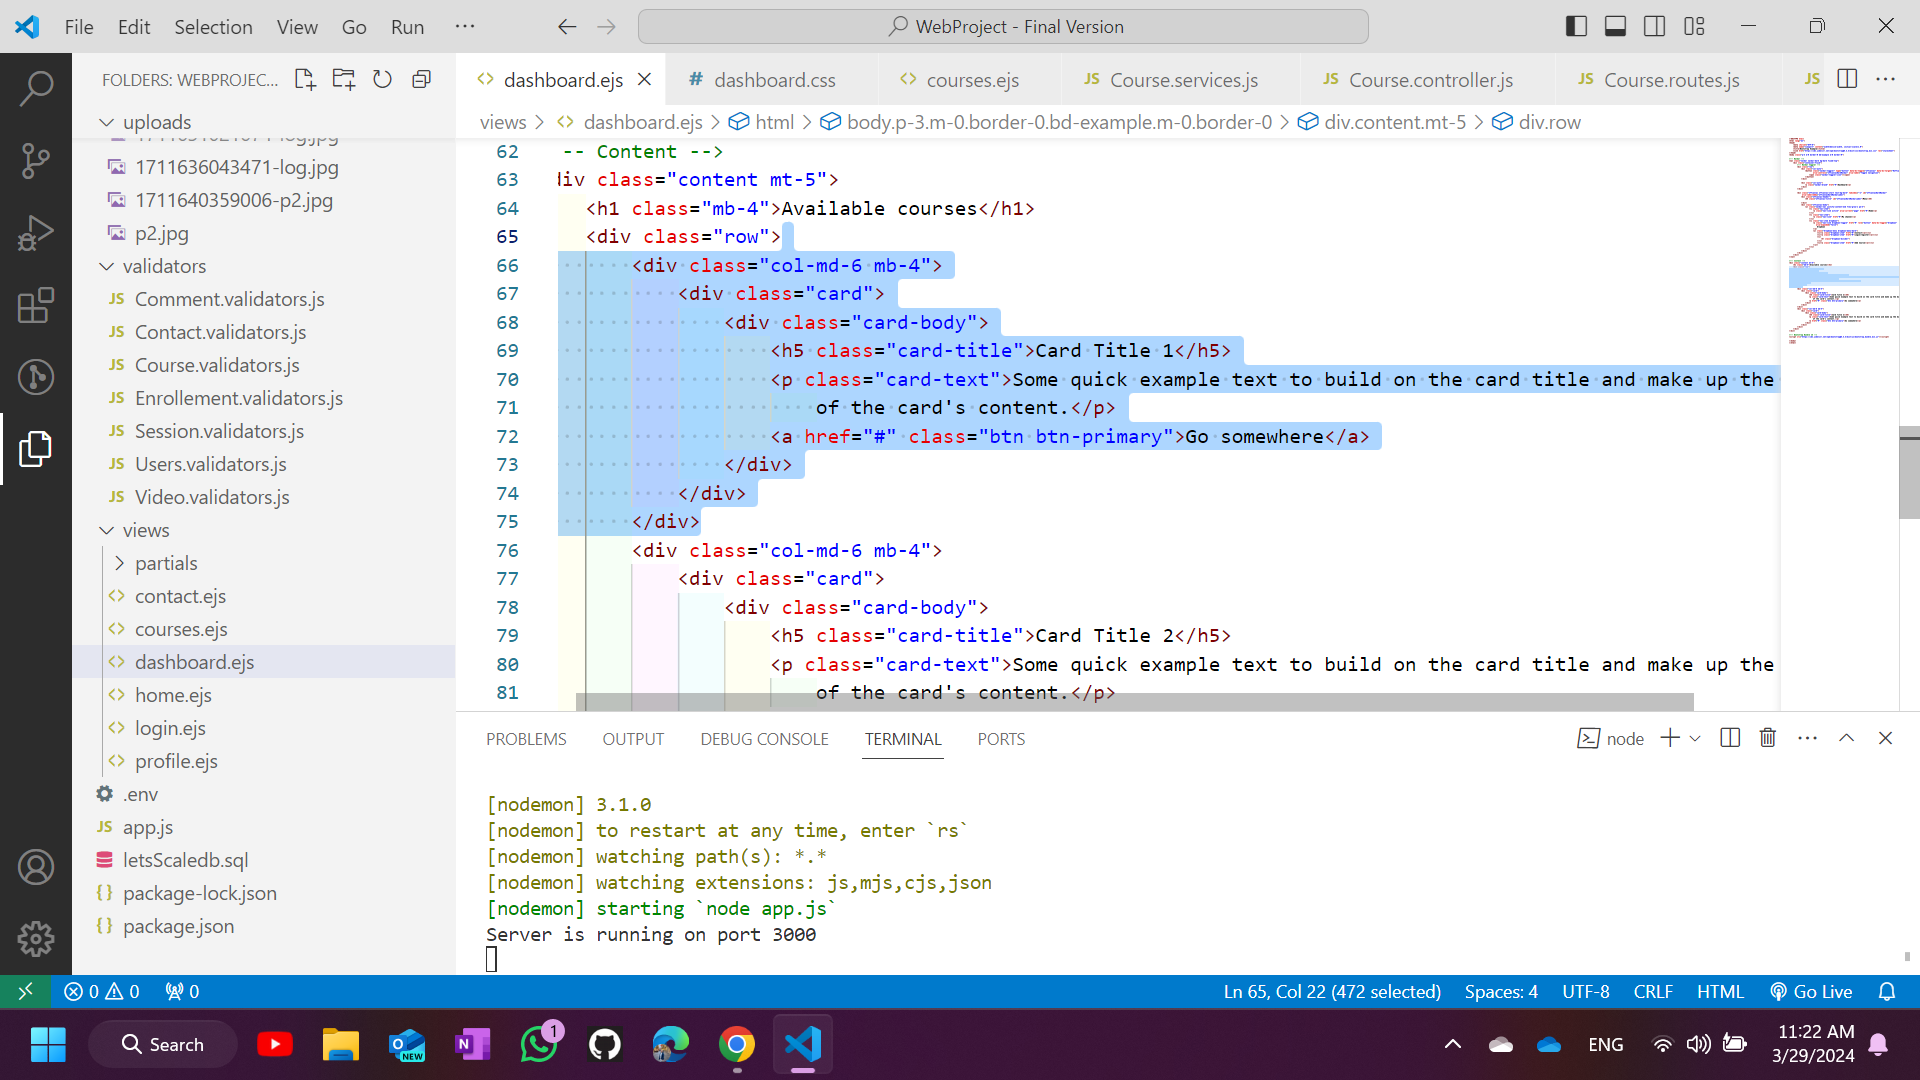 File Edit Selection View Go Run ···
WebProject - Final Version
FOLDERS: WEBPROJEC...
uploads
1711636043471-log.jpg
1711640359006-p2.jpg
p2.jpg
validators
JS Comment.validators.js
JS Contact.validators.js
JS Course.validators.js
JS Enrollement.validators.js
JS Session.validators.js
JS Users.validators.js
JS Video.validators.js
views
partials
<> contact.ejs
<> courses.ejs
<> dashboard.ejs
<> home.ejs
<> login.ejs
<> profile.ejs
.env
JS app.js
letsScaledb.sql
{} package-lock.json
{} package.json
<> dashboard.ejs # dashboard.css <> courses.ejs JS Course.services.js JS Course.controller.js JS Course.routes.js JS
views > <> dashboard.ejs > html > body.p-3.m-0.border-0.bd-example.m-0.border-0 > div.content.mt-5 > div.row
62 -- Content -->
63 div class="content mt-5">
64 <h1 class="mb-4">Available courses</h1>
65 <div class="row">
66 <div class="col-md-6 mb-4">
67 <div class="card">
68 <div class="card-body">
69 <h5 class="card-title">Card Title 1</h5>
70 <p class="card-text">Some quick example text to build on the card title and make up the
71 of the card's content.</p>
72 <a href="#" class="btn btn-primary">Go somewhere</a>
73 </div>
74 </div>
75 </div>
76 <div class="col-md-6 mb-4">
77 <div class="card">
78 <div class="card-body">
79 <h5 class="card-title">Card Title 2</h5>
80 <p class="card-text">Some quick example text to build on the card title and make up the
81 of the card's content.</p>
PROBLEMS OUTPUT DEBUG CONSOLE TERMINAL PORTS
node
[nodemon] 3.1.0
[nodemon] to restart at any time, enter `rs`
[nodemon] watching path(s): *.*
[nodemon] watching extensions: js,mjs,cjs,json
[nodemon] starting `node app.js`
Server is running on port 3000
0 0 0
Ln 65, Col 22 (472 selected) Spaces: 4 UTF-8 CRLF HTML Go Live
Search
NEW
N
1
ENG
11:22 AM
3/29/2024